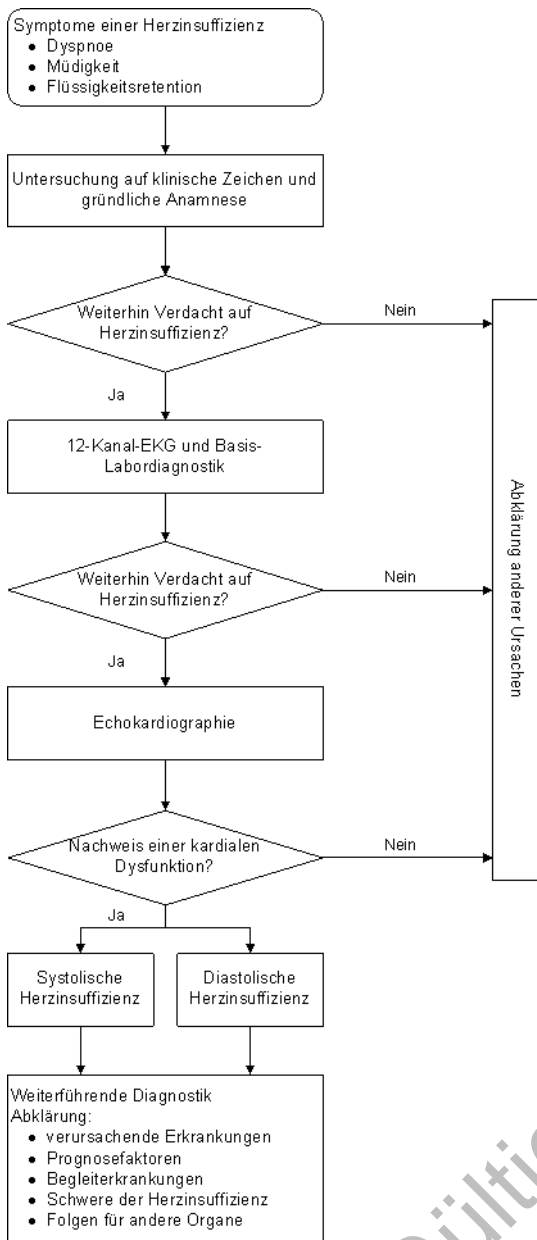 Symptome einer Herzinsuffizienz
• Dyspnoe
• Müdigkeit
• Flüssigkeitsretention
Untersuchung auf klinische Zeichen und
gründliche Anamnese
Weiterhin Verdacht auf
Herzinsuffizienz?
Nein
Ja
12-Kanal-EKG und Basis-
Labordiagnostik
Abklärung anderer Ursachen
Weiterhin Verdacht auf
Herzinsuffizienz?
Nein
Ja
Echokardiographie
Nachweis einer kardialen
Dysfunktion?
Nein
Ja
Systolische
Herzinsuffizienz
Diastolische
Herzinsuffizienz
Weiterführende Diagnostik
Abklärung:
• verursachende Erkrankungen
• Prognosefaktoren
• Begleiterkrankungen
• Schwere der Herzinsuffizienz
• Folgen für andere Organe